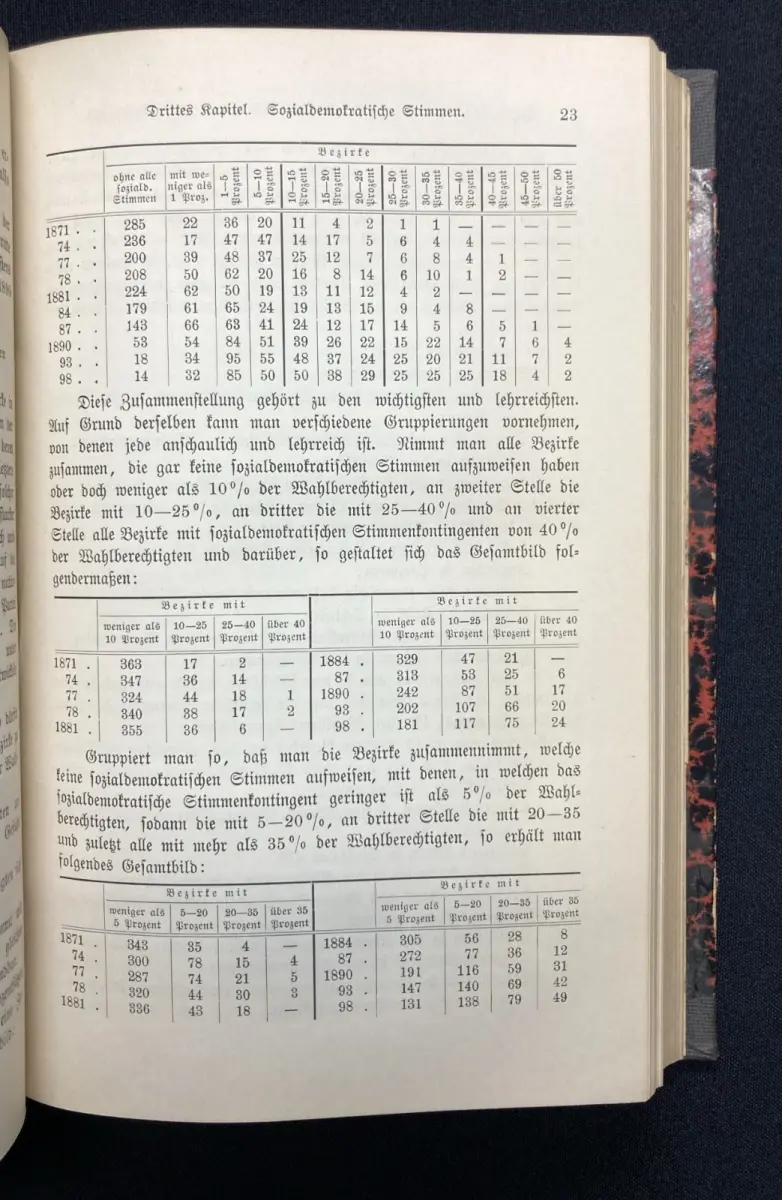 Drittes Kapitel. Sozialdemokratische Stimmen. 23
Bezirke
ohne alle soziald. Stimmen | mit we= niger als 1 Proz. | 1—5 Prozent | 5—10 Prozent | 10—15 Prozent | 15—20 Prozent | 20—25 Prozent | 25—30 Prozent | 30—35 Prozent | 35—40 Prozent | 40—45 Prozent | 45—50 Prozent | über 50 Prozent
1871 . . 285 22 36 20 11 4 2 1 1 — — — —
74 . . 236 17 47 47 14 17 5 6 4 4 — — —
77 . . 200 39 48 37 25 12 7 6 8 4 1 — —
78 . . 208 50 62 20 16 8 14 6 10 1 2 — —
1881 . . 224 62 50 19 13 11 12 4 2 — — — —
84 . . 179 61 65 24 19 13 15 9 4 8 — — —
87 . . 143 66 63 41 24 12 17 14 5 6 5 1 —
1890 . . 53 54 84 51 39 26 22 15 22 14 7 6 4
93 . . 18 34 95 55 48 37 24 25 20 21 11 7 2
98 . . 14 32 85 50 50 38 29 25 25 25 18 4 2
Diese Zusammenstellung gehört zu den wichtigsten und lehrreichsten.
Auf Grund derselben kann man verschiedene Gruppierungen vornehmen,
von denen jede anschaulich und lehrreich ist. Nimmt man alle Bezirke
zusammen, die gar keine sozialdemokratischen Stimmen aufzuweisen haben
oder doch weniger als 10% der Wahlberechtigten, an zweiter Stelle die
Bezirke mit 10—25%, an dritter die mit 25—40% und an vierter
Stelle alle Bezirke mit sozialdemokratischen Stimmenkontingenten von 40%
der Wahlberechtigten und darüber, so gestaltet sich das Gesamtbild fol=
gendermaßen:
Bezirke mit | Bezirke mit
weniger als 10 Prozent | 10—25 Prozent | 25—40 Prozent | über 40 Prozent | weniger als 10 Prozent | 10—25 Prozent | 25—40 Prozent | über 40 Prozent
1871 . 363 17 2 — 1884 . 329 47 21 —
74 . 347 36 14 — 87 . 313 53 25 6
77 . 324 44 18 1 1890 . 242 87 51 17
78 . 340 38 17 2 93 . 202 107 66 20
1881 . 355 36 6 — 98 . 181 117 75 24
Gruppiert man so, daß man die Bezirke zusammennimmt, welche
keine sozialdemokratischen Stimmen aufweisen, mit denen, in welchen das
sozialdemokratische Stimmenkontingent geringer ist als 5% der Wahl=
berechtigten, sodann die mit 5—20%, an dritter Stelle die mit 20—35
und zuletzt alle mit mehr als 35% der Wahlberechtigten, so erhält man
folgendes Gesamtbild:
Bezirke mit | Bezirke mit
weniger als 5 Prozent | 5—20 Prozent | 20—35 Prozent | über 35 Prozent | weniger als 5 Prozent | 5—20 Prozent | 20—35 Prozent | über 35 Prozent
1871 . 343 35 4 — 1884 . 305 56 28 8
74 . 300 78 15 4 87 . 272 77 36 12
77 . 287 74 21 5 1890 . 191 116 59 31
78 . 320 44 30 3 93 . 147 140 69 42
1881 . 336 43 18 — 98 . 131 138 79 49